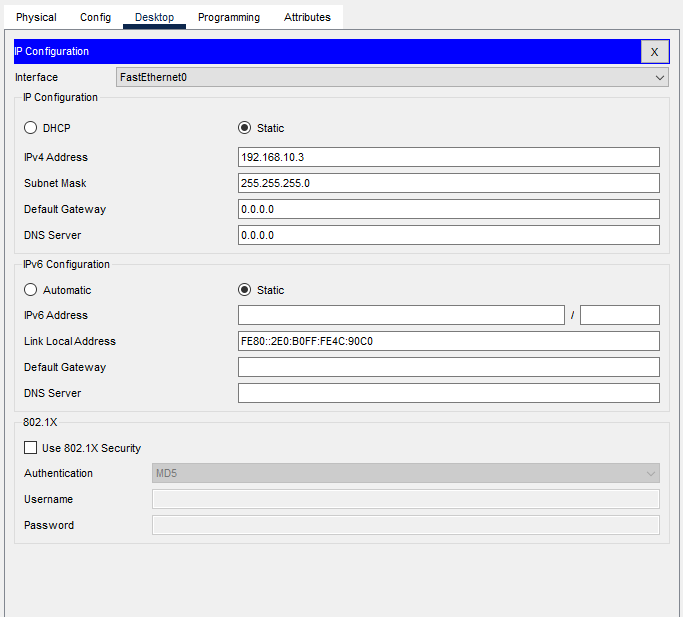 Physical Config Desktop Programming Attributes
IP Configuration X
Interface FastEthernet0
IP Configuration
DHCP Static
IPv4 Address 192.168.10.3
Subnet Mask 255.255.255.0
Default Gateway 0.0.0.0
DNS Server 0.0.0.0
IPv6 Configuration
Automatic Static
IPv6 Address /
Link Local Address FE80::2E0:B0FF:FE4C:90C0
Default Gateway
DNS Server
802.1X
Use 802.1X Security
Authentication MD5
Username
Password